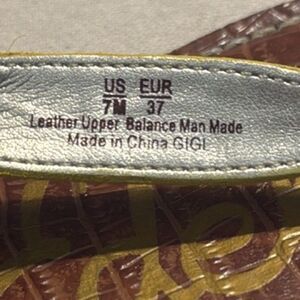 US EUR
7M 37
Leather Upper Balance Man Made
Made in China GIGI